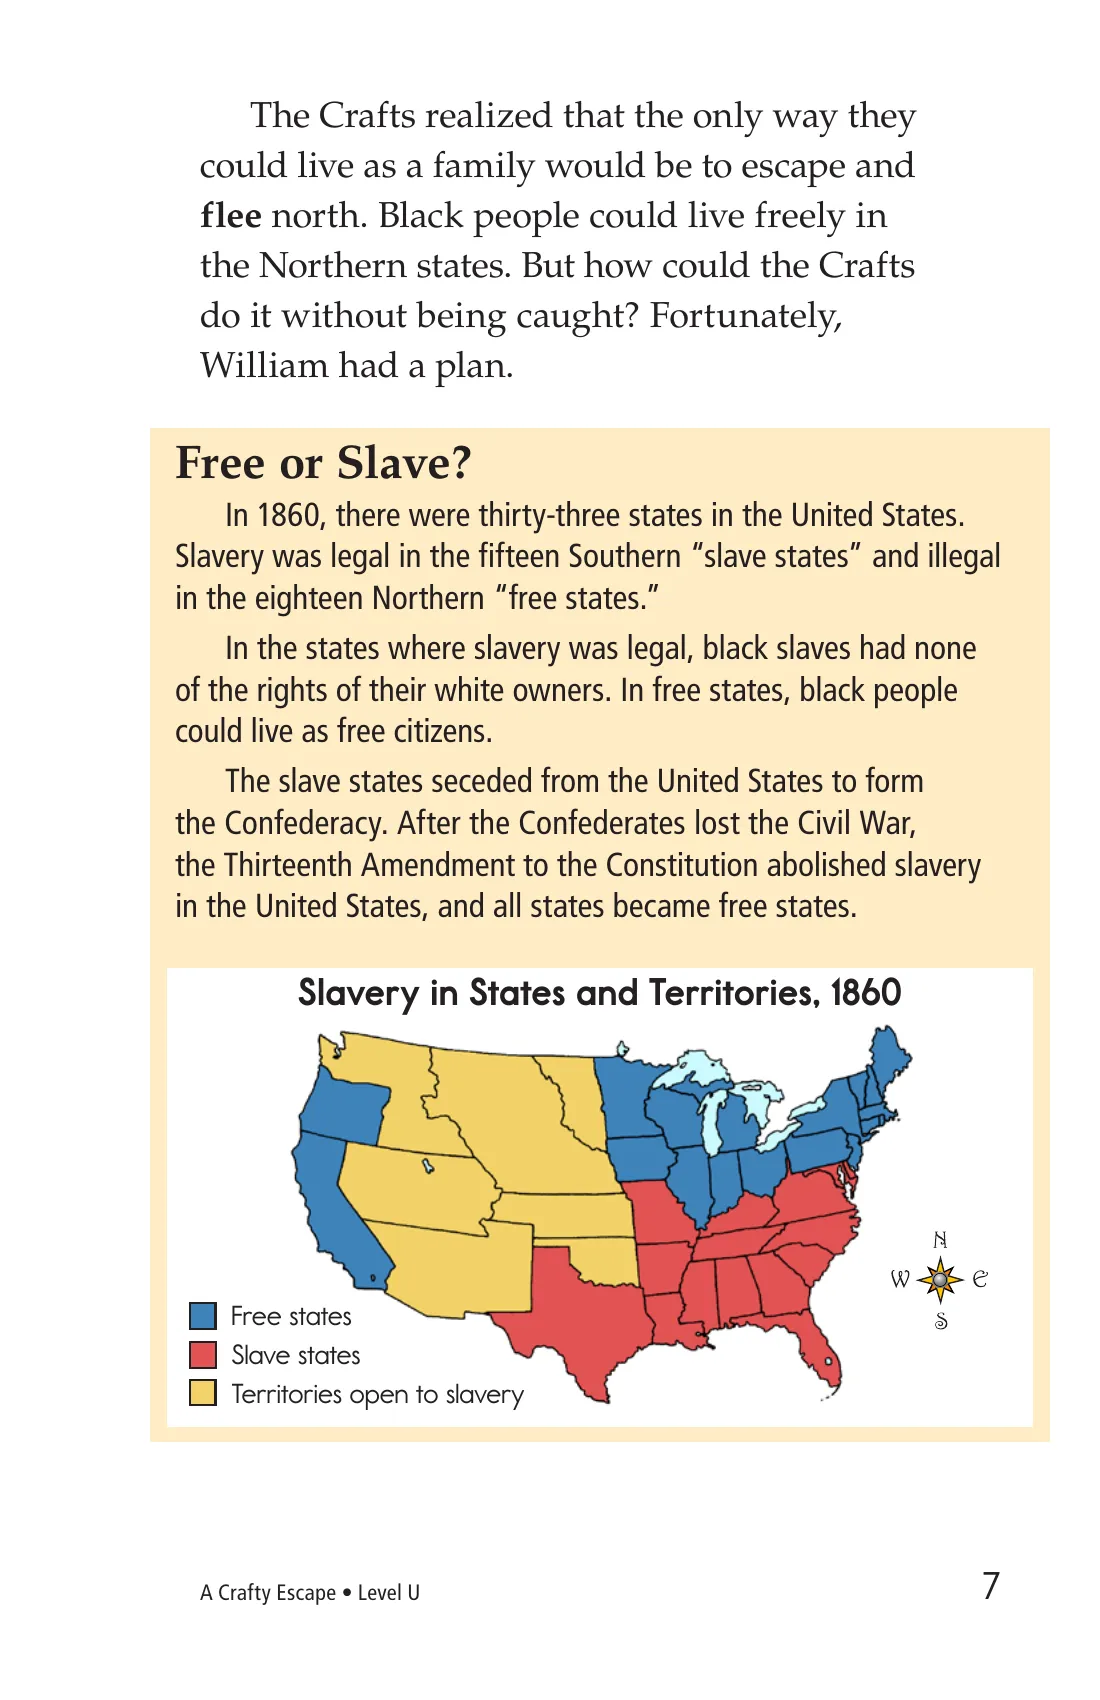 The Crafts realized that the only way they
could live as a family would be to escape and
flee north. Black people could live freely in
the Northern states. But how could the Crafts
do it without being caught? Fortunately,
William had a plan.
Free or Slave?
In 1860, there were thirty-three states in the United States.
Slavery was legal in the fifteen Southern “slave states” and illegal
in the eighteen Northern “free states.”
In the states where slavery was legal, black slaves had none
of the rights of their white owners. In free states, black people
could live as free citizens.
The slave states seceded from the United States to form
the Confederacy. After the Confederates lost the Civil War,
the Thirteenth Amendment to the Constitution abolished slavery
in the United States, and all states became free states.
Slavery in States and Territories, 1860
N
W E
S
Free states
Slave states
Territories open to slavery
A Crafty Escape • Level U
7